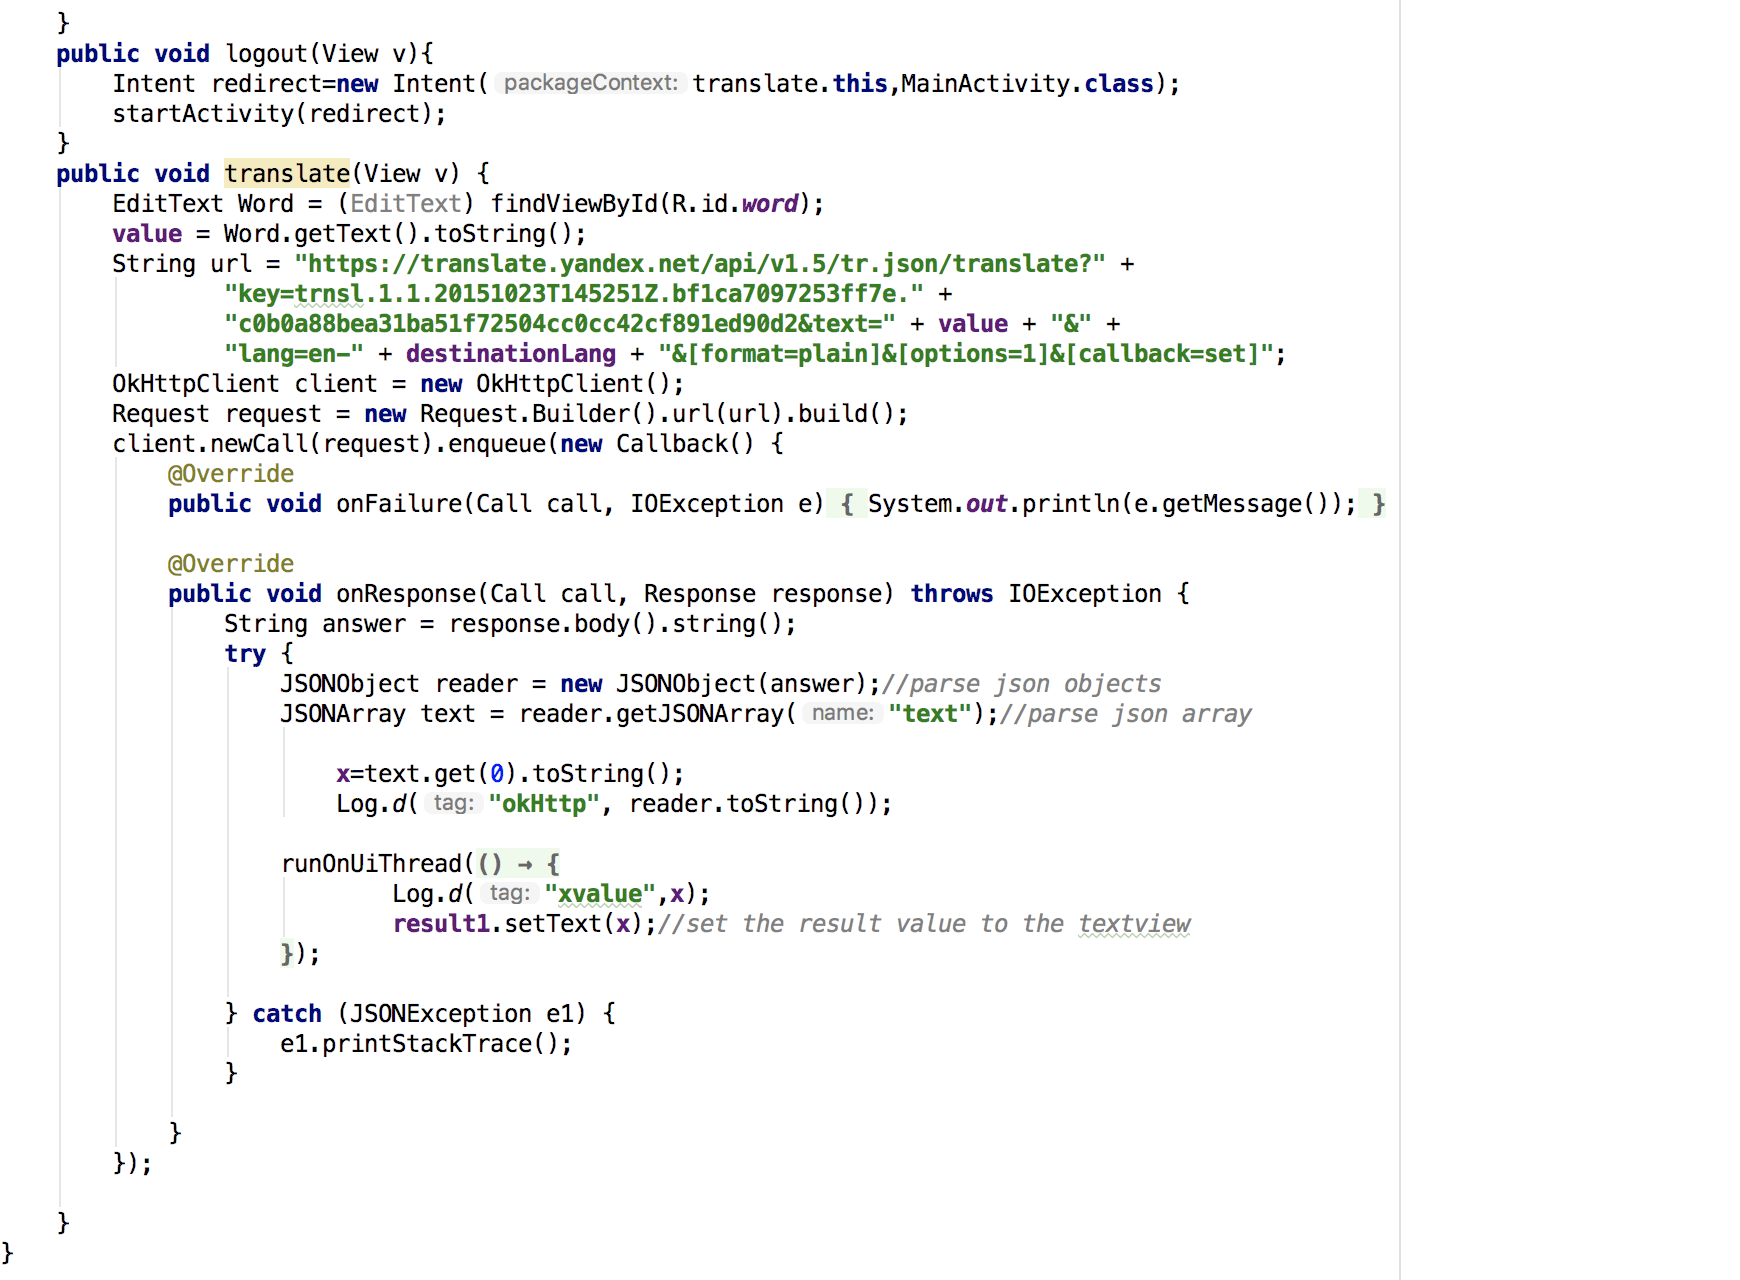 }
public void logout(View v){
Intent redirect=new Intent( packageContext: translate.this,MainActivity.class);
startActivity(redirect);
}
public void translate(View v) {
EditText Word = (EditText) findViewById(R.id.word);
value = Word.getText().toString();
String url = "https://translate.yandex.net/api/v1.5/tr.json/translate?" +
"key=trnsl.1.1.20151023T145251Z.bf1ca7097253ff7e." +
"c0b0a88bea31ba51f72504cc0cc42cf891ed90d2&text=" + value + "&" +
"lang=en-" + destinationLang + "&[format=plain]&[options=1]&[callback=set]";
OkHttpClient client = new OkHttpClient();
Request request = new Request.Builder().url(url).build();
client.newCall(request).enqueue(new Callback() {
@Override
public void onFailure(Call call, IOException e) { System.out.println(e.getMessage()); }
@Override
public void onResponse(Call call, Response response) throws IOException {
String answer = response.body().string();
try {
JSONObject reader = new JSONObject(answer);//parse json objects
JSONArray text = reader.getJSONArray( name: "text");//parse json array
x=text.get(0).toString();
Log.d( tag: "okHttp", reader.toString());
runOnUiThread(() → {
Log.d( tag: "xvalue",x);
result1.setText(x);//set the result value to the textview
});
} catch (JSONException e1) {
e1.printStackTrace();
}
}
});
}
}